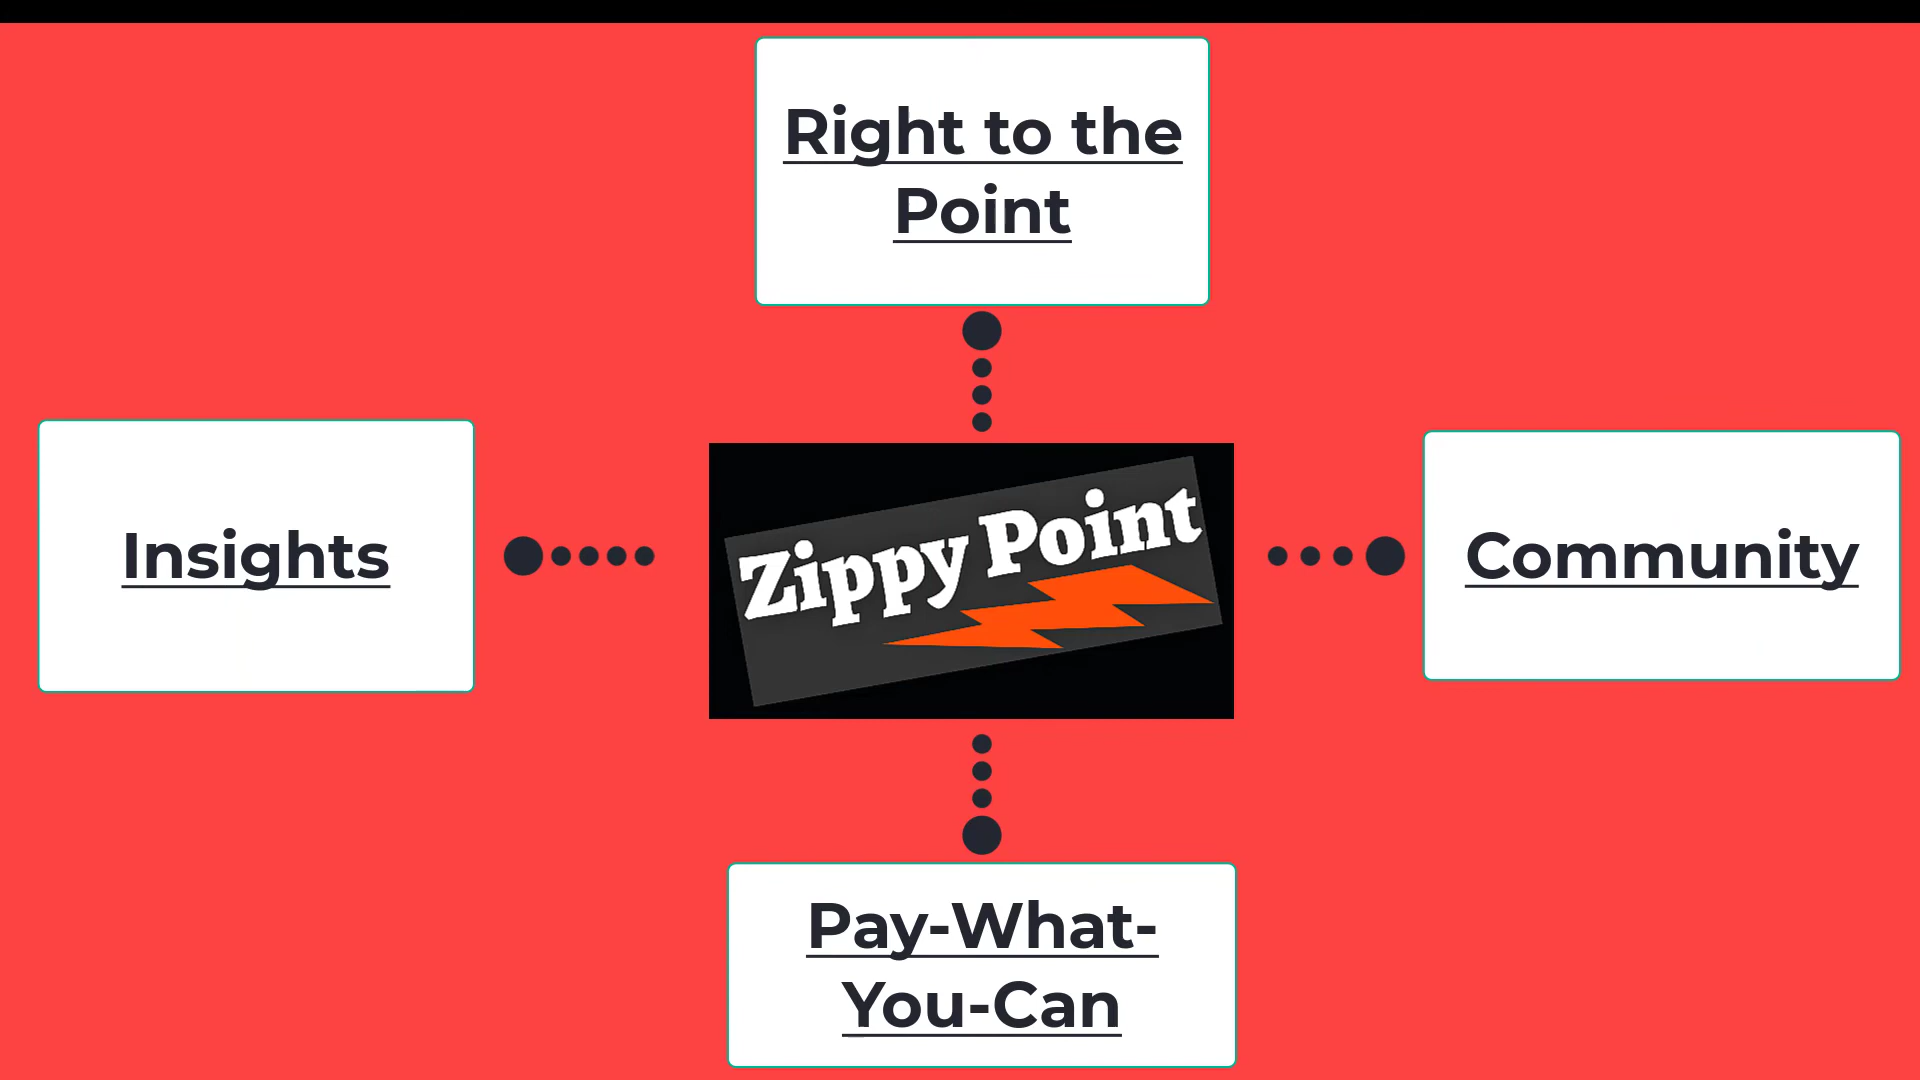 Right to the
Point
Insights
Zippy Point
Community
Pay-What-
You-Can